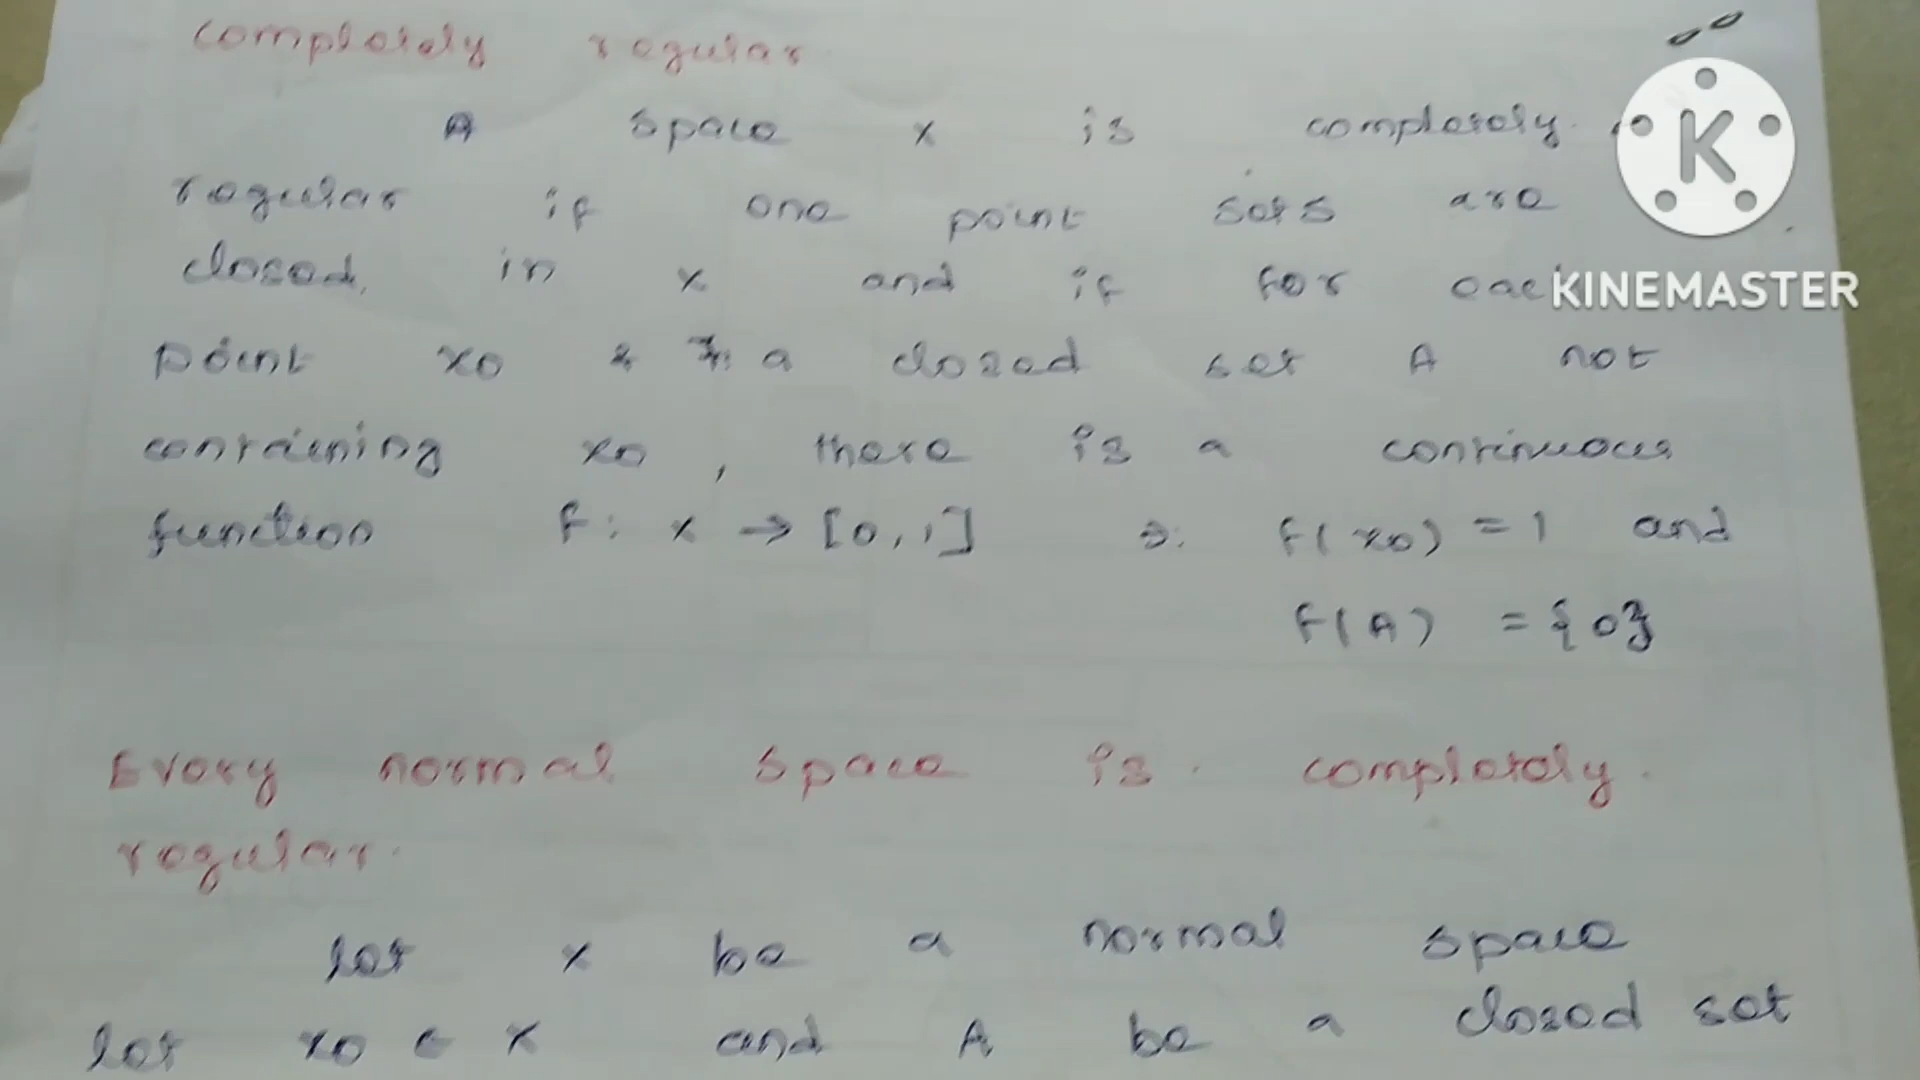 completely regular
A space x is completely
regular if one point sets are
closed in x and if for eac
KINEMASTER
point x0 & a closed set A not
containing x0, there is a continuous
function f: x → [0,1] ∋: f(x0) = 1 and
f(A) = {0}
Every normal space is completely
regular.
let x be a normal space
let x0 ∈ x and A be a closed set